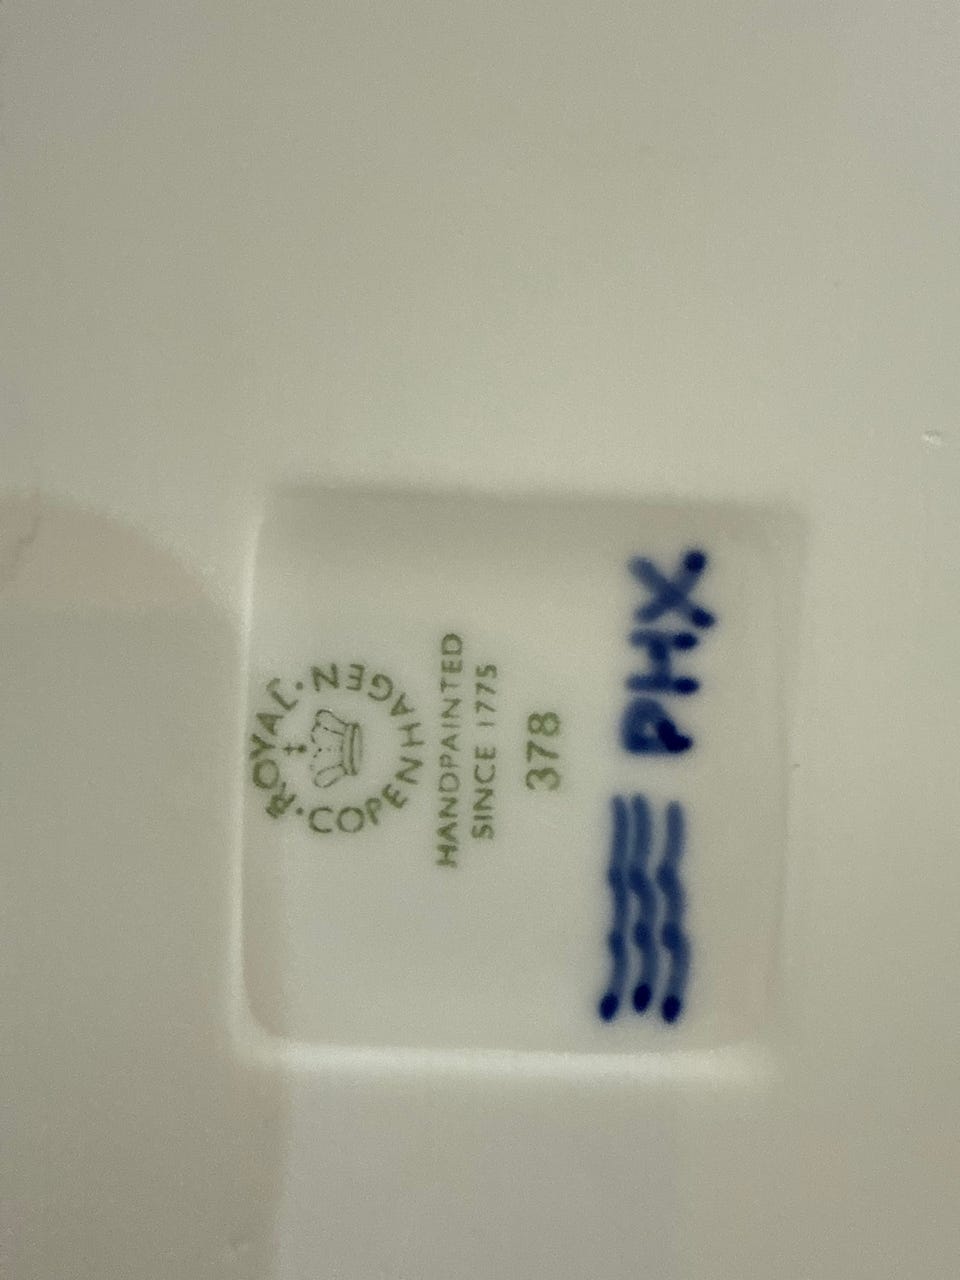 ROYAL · COPENHAGEN ·
HANDPAINTED
SINCE 1775
378
PHX